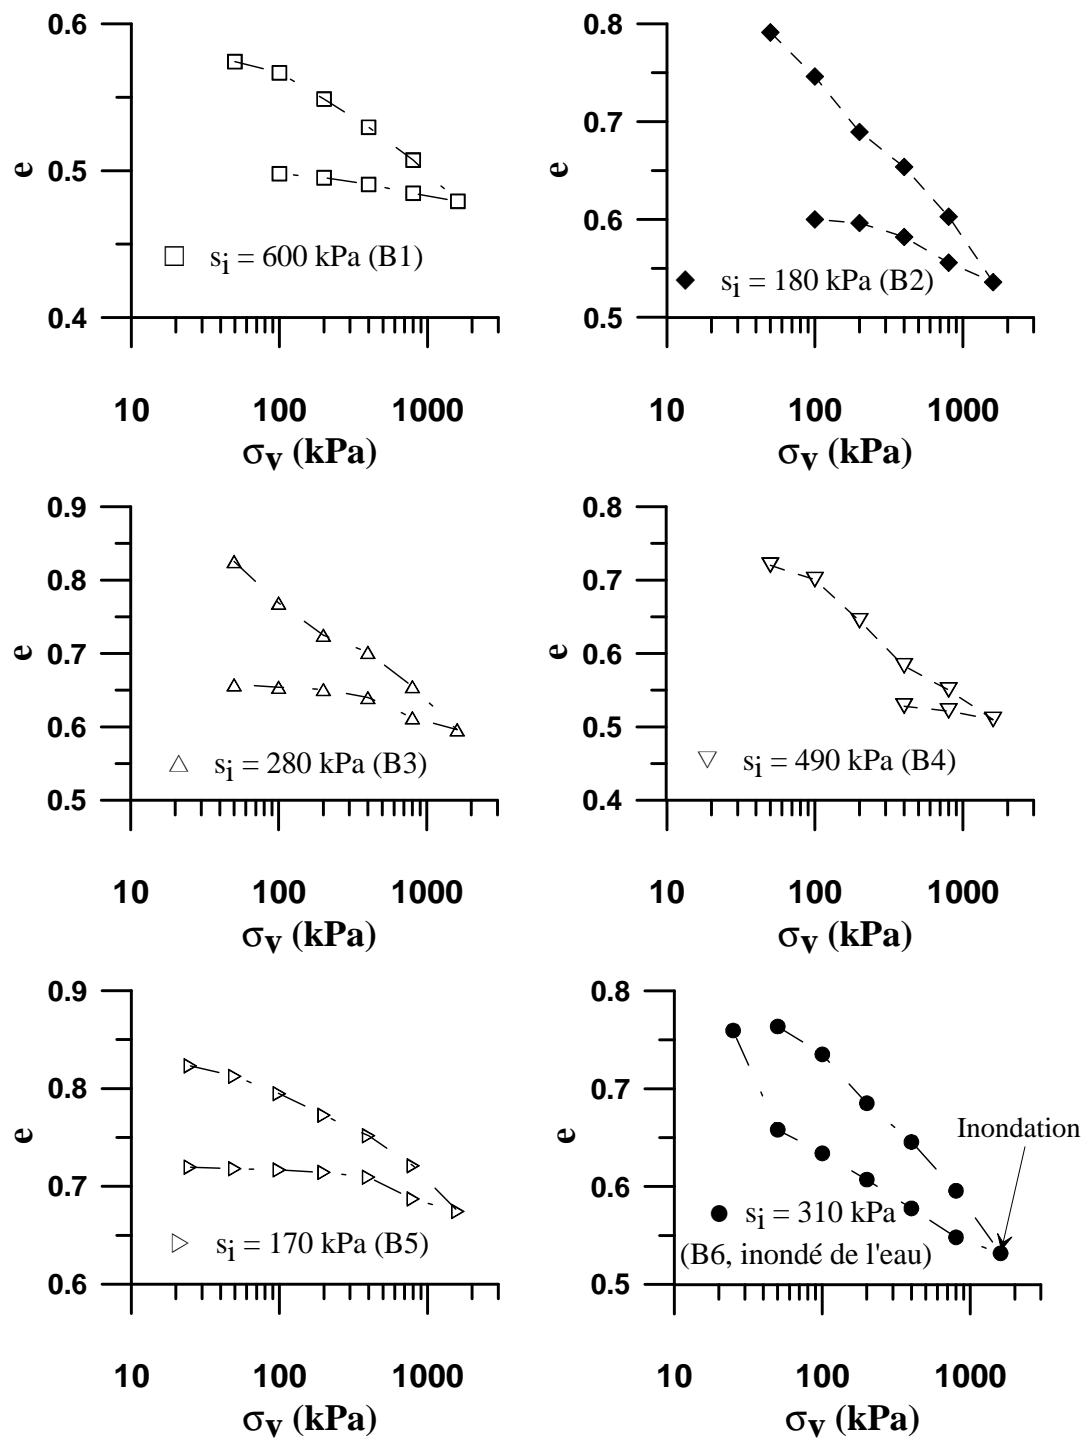 0.6
0.5
0.4
e
s_i = 600 kPa (B1)
10 100 1000
σ_v (kPa)
0.8
0.7
0.6
0.5
e
s_i = 180 kPa (B2)
10 100 1000
σ_v (kPa)
0.9
0.8
0.7
0.6
0.5
e
s_i = 280 kPa (B3)
10 100 1000
σ_v (kPa)
0.8
0.7
0.6
0.5
0.4
e
s_i = 490 kPa (B4)
10 100 1000
σ_v (kPa)
0.9
0.8
0.7
0.6
e
s_i = 170 kPa (B5)
10 100 1000
σ_v (kPa)
0.8
0.7
0.6
0.5
e
Inondation
s_i = 310 kPa
(B6, inondé de l'eau)
10 100 1000
σ_v (kPa)